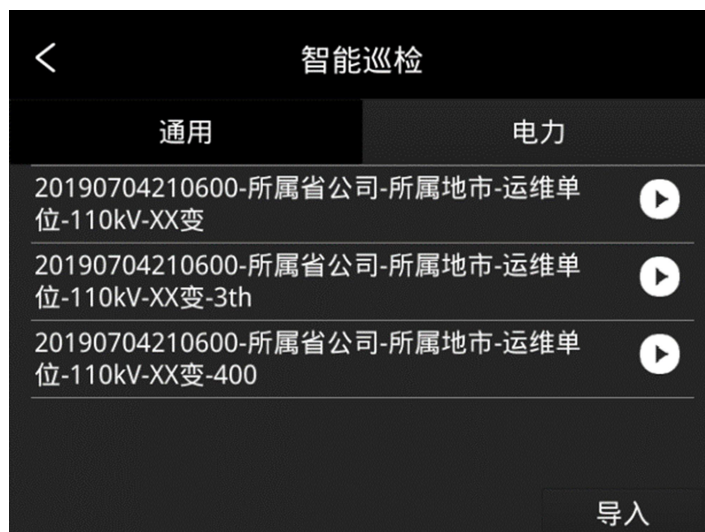 智能巡检
通用
电力
20190704210600-所属省公司-所属地市-运维单
位-110kV-XX变
20190704210600-所属省公司-所属地市-运维单
位-110kV-XX变-3th
20190704210600-所属省公司-所属地市-运维单
位-110kV-XX变-400
导入